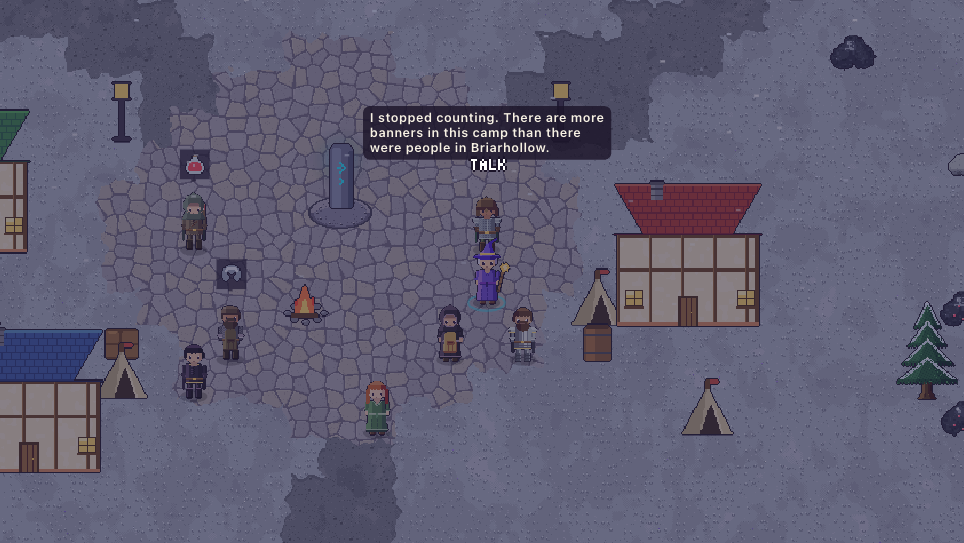 I stopped counting. There are more
banners in this camp than there
were people in Briarhollow.
TALK